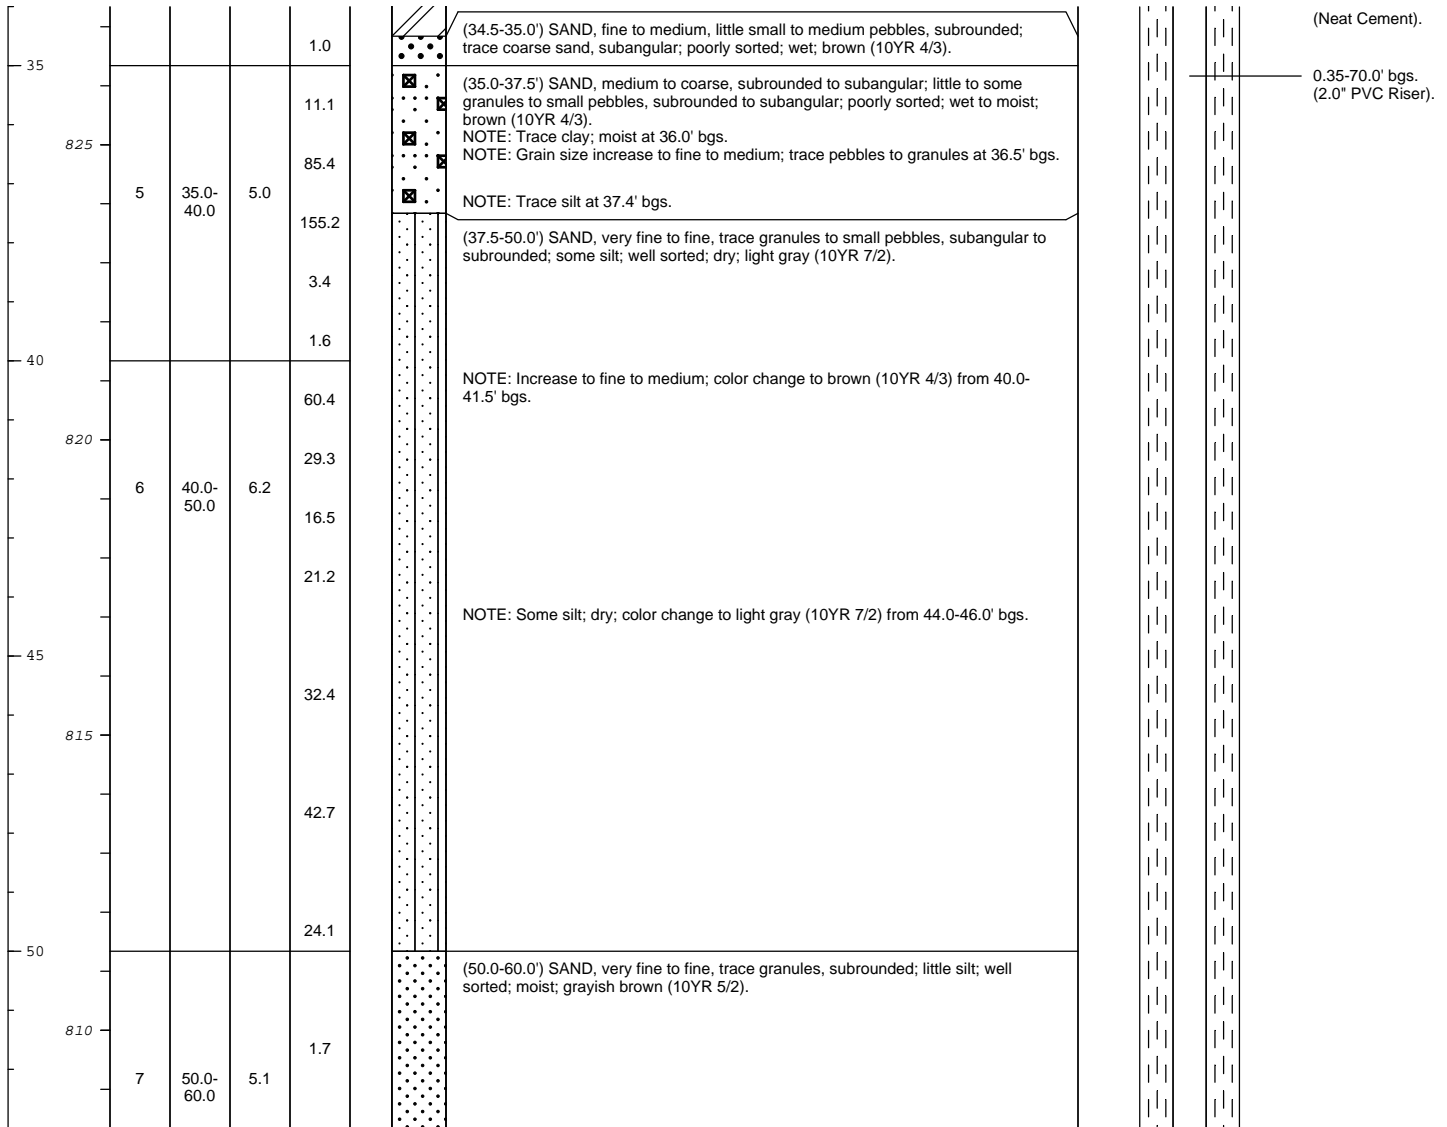 (Neat Cement).
(34.5-35.0') SAND, fine to medium, little small to medium pebbles, subrounded;
trace coarse sand, subangular; poorly sorted; wet; brown (10YR 4/3).
1.0
35
0.35-70.0' bgs.
(2.0" PVC Riser).
(35.0-37.5') SAND, medium to coarse, subrounded to subangular; little to some
granules to small pebbles, subrounded to subangular; poorly sorted; wet to moist;
brown (10YR 4/3).
11.1
NOTE: Trace clay; moist at 36.0' bgs.
825
NOTE: Grain size increase to fine to medium; trace pebbles to granules at 36.5' bgs.
85.4
5
35.0-
40.0
5.0
NOTE: Trace silt at 37.4' bgs.
155.2
(37.5-50.0') SAND, very fine to fine, trace granules to small pebbles, subangular to
subrounded; some silt; well sorted; dry; light gray (10YR 7/2).
3.4
1.6
40
NOTE: Increase to fine to medium; color change to brown (10YR 4/3) from 40.0-
41.5' bgs.
60.4
820
29.3
6
40.0-
50.0
6.2
16.5
21.2
NOTE: Some silt; dry; color change to light gray (10YR 7/2) from 44.0-46.0' bgs.
45
32.4
815
42.7
24.1
50
(50.0-60.0') SAND, very fine to fine, trace granules, subrounded; little silt; well
sorted; moist; grayish brown (10YR 5/2).
810
1.7
7
50.0-
60.0
5.1